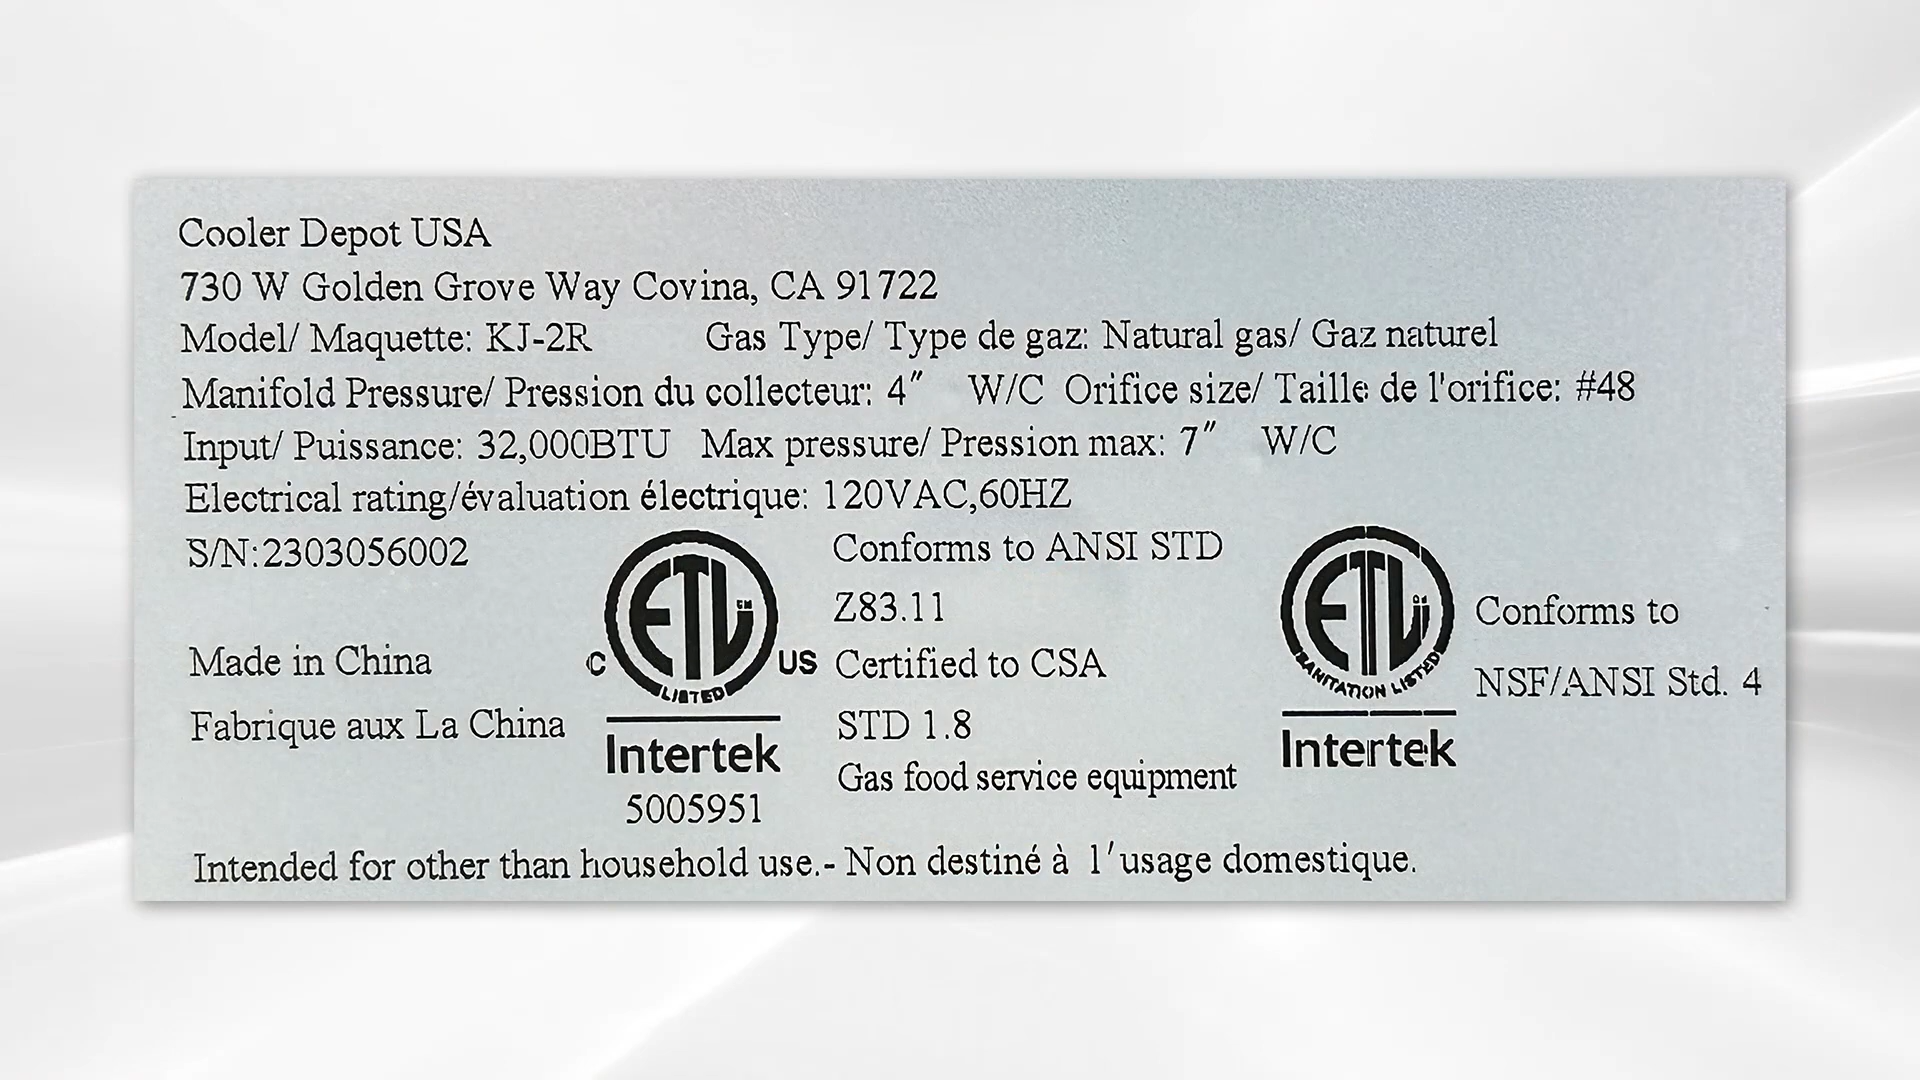 Cooler Depot USA
730 W Golden Grove Way Covina, CA 91722
Model/ Maquette: KJ-2R Gas Type/ Type de gaz: Natural gas/ Gaz naturel
Manifold Pressure/ Pression du collecteur: 4″ W/C Orifice size/ Taille de l'orifice: #48
Input/ Puissance: 32,000BTU Max pressure/ Pression max: 7″ W/C
Electrical rating/évaluation électrique: 120VAC,60HZ
S/N:2303056002
Made in China
Fabrique aux La China
C ETL US
LISTED
Intertek
5005951
Conforms to ANSI STD
Z83.11
Certified to CSA
STD 1.8
Gas food service equipment
ETL
SANITATION LISTED
Intertek
Conforms to
NSF/ANSI Std. 4
Intended for other than household use.- Non destiné à l′usage domestique.